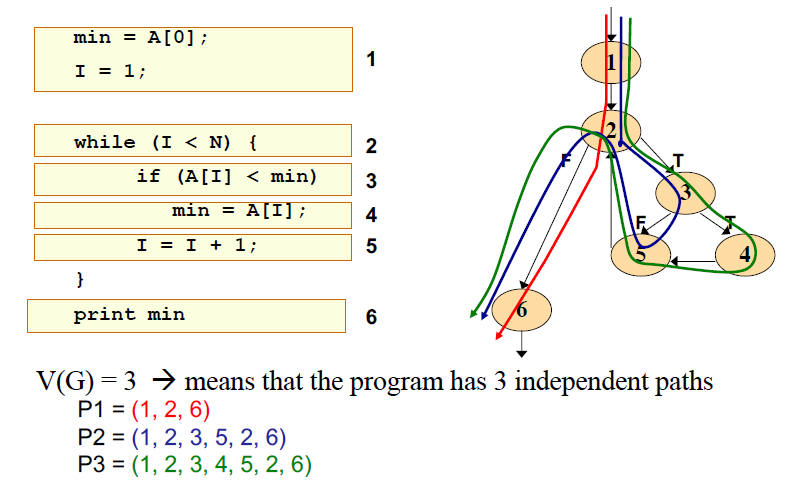 min = A[0];
I = 1;
1
while (I < N) {
2
if (A[I] < min)
3
min = A[I];
4
I = I + 1;
5
}
print min
6
1
2
F
T
3
F
T
5
4
6
V(G) = 3 → means that the program has 3 independent paths
P1 = (1, 2, 6)
P2 = (1, 2, 3, 5, 2, 6)
P3 = (1, 2, 3, 4, 5, 2, 6)